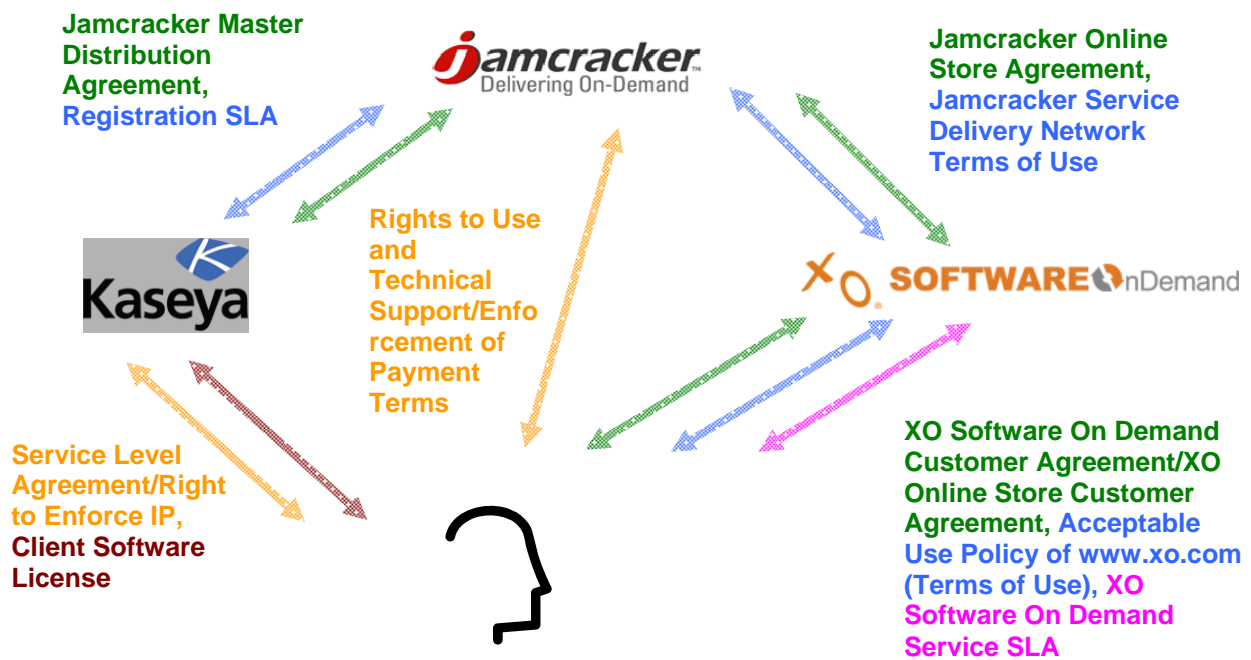 Jamcracker Master
Distribution
Agreement,
Registration SLA
jamcracker™
Delivering On-Demand
Jamcracker Online
Store Agreement,
Jamcracker Service
Delivery Network
Terms of Use
Rights to Use
and
Technical
Support/Enfo
rcement of
Payment
Terms
Kaseya
XO® SOFTWARE OnDemand
Service Level
Agreement/Right
to Enforce IP,
Client Software
License
XO Software On Demand
Customer Agreement/XO
Online Store Customer
Agreement, Acceptable
Use Policy of www.xo.com
(Terms of Use), XO
Software On Demand
Service SLA